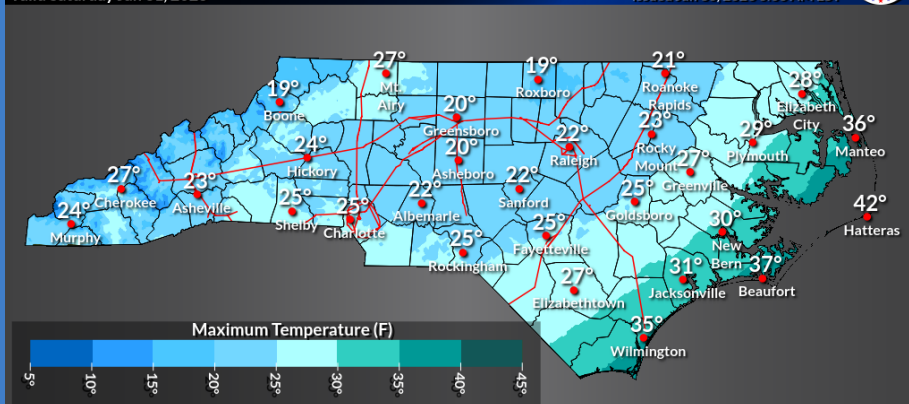 27°
Mt.
Airy
19°
Roxboro
21°
Roanoke
Rapids
28°
Elizabeth
City
19°
Boone
20°
Greensboro
22°
Raleigh
23°
Rocky
Mount
29°
Plymouth
36°
Manteo
24°
Hickory
20°
Asheboro
27°
Greenville
27°
Cherokee
23°
Asheville
25°
Shelby
25°
Charlotte
22°
Albemarle
22°
Sanford
25°
Goldsboro
42°
Hatteras
24°
Murphy
30°
New
Bern
25°
Rockingham
25°
Fayetteville
27°
Elizabethtown
31°
Jacksonville
37°
Beaufort
35°
Wilmington
Maximum Temperature (F)
5°
10°
15°
20°
25°
30°
35°
40°
45°